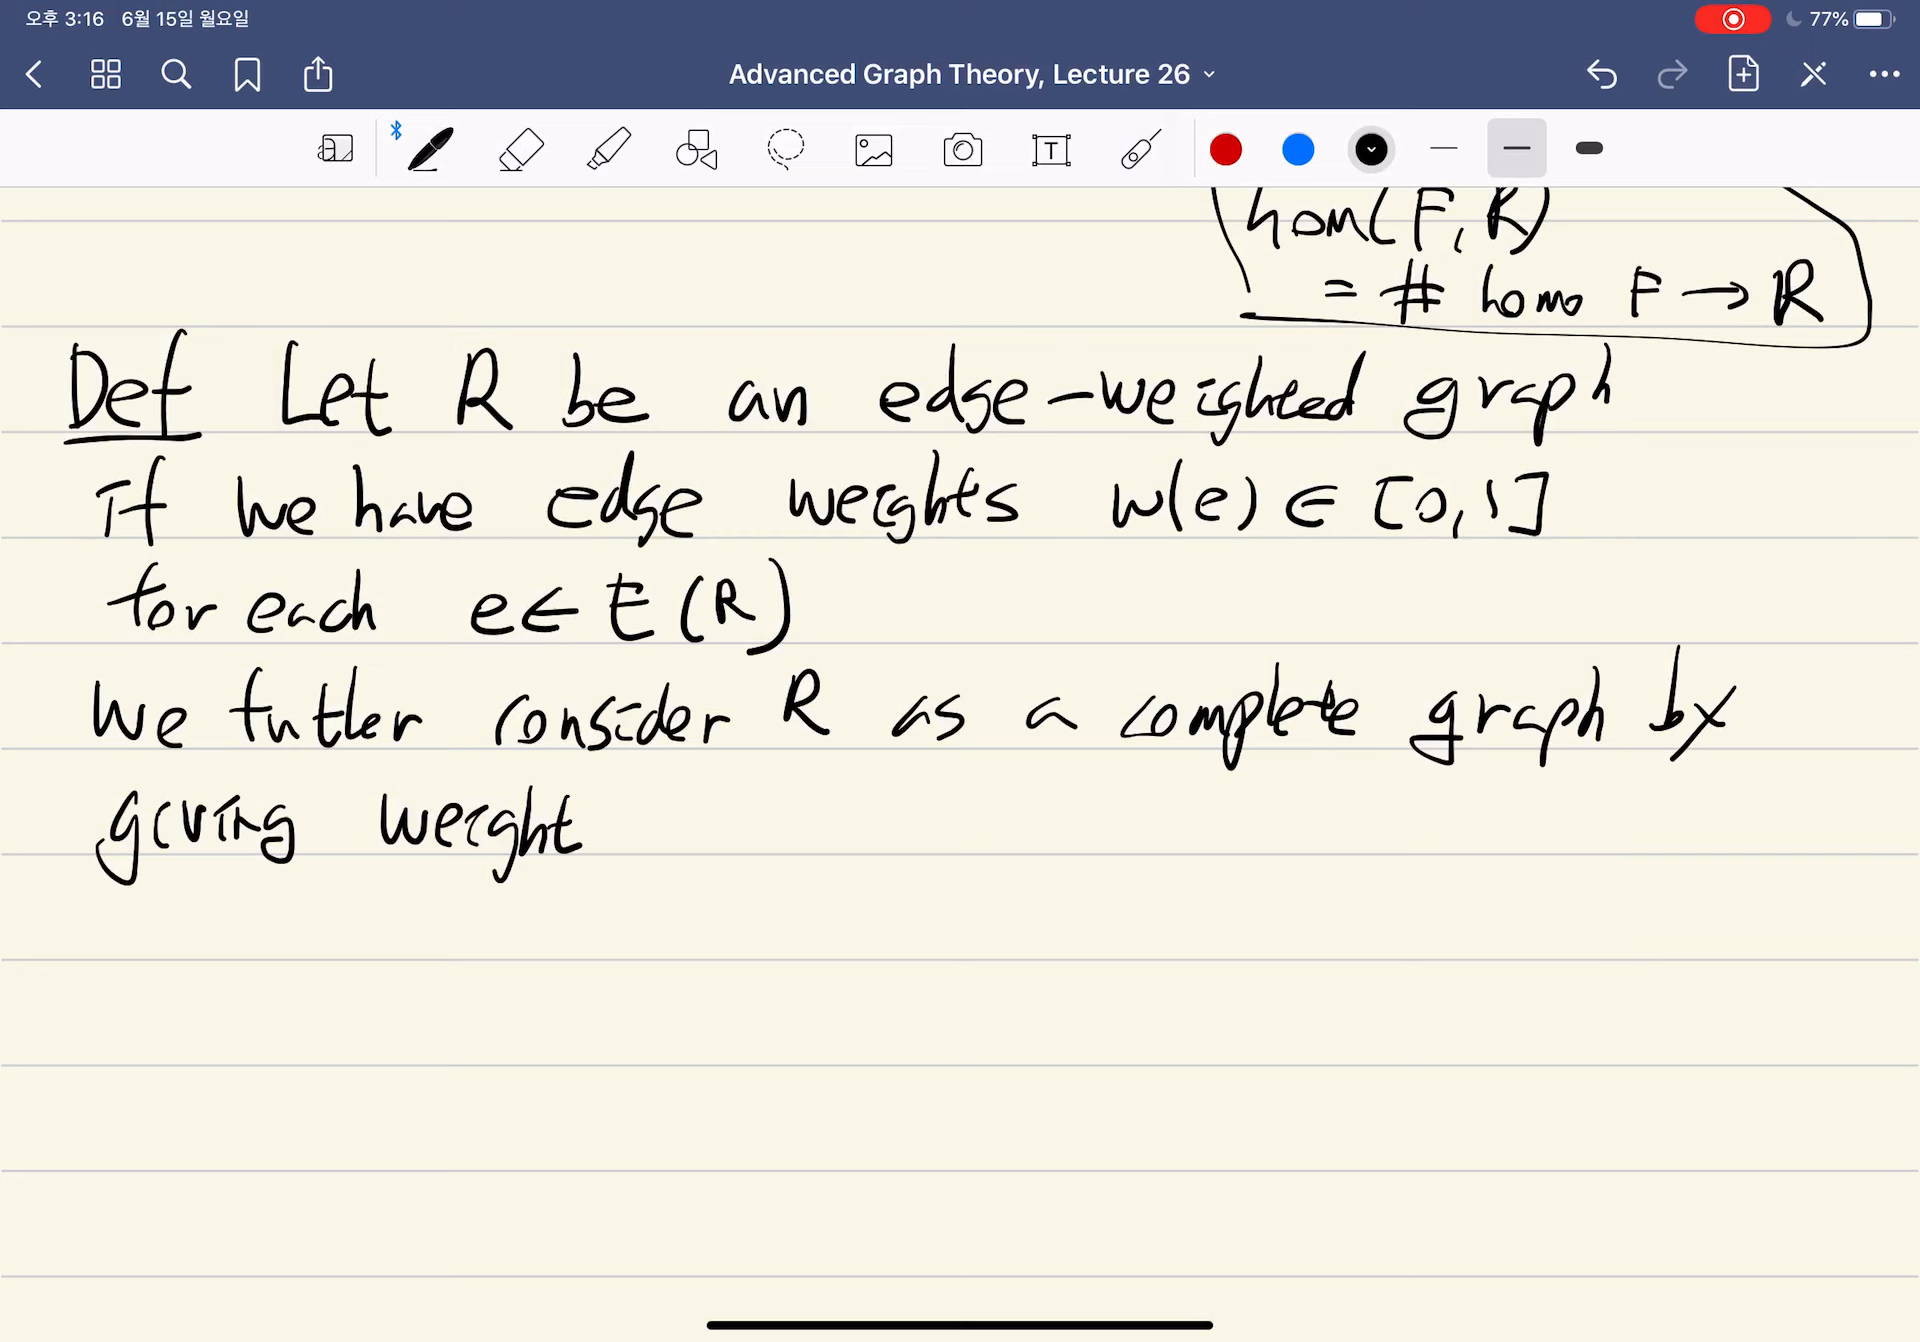 오후 3:16 6월 15일 월요일
77%
Advanced Graph Theory, Lecture 26
hom(F, R)
= # homo F → R
Def Let R be an edge-weighted graph
if we have edge weights w(e) ∈ [0,1]
for each e ∈ E(R)
We futher consider R as a complete graph by
giving weight